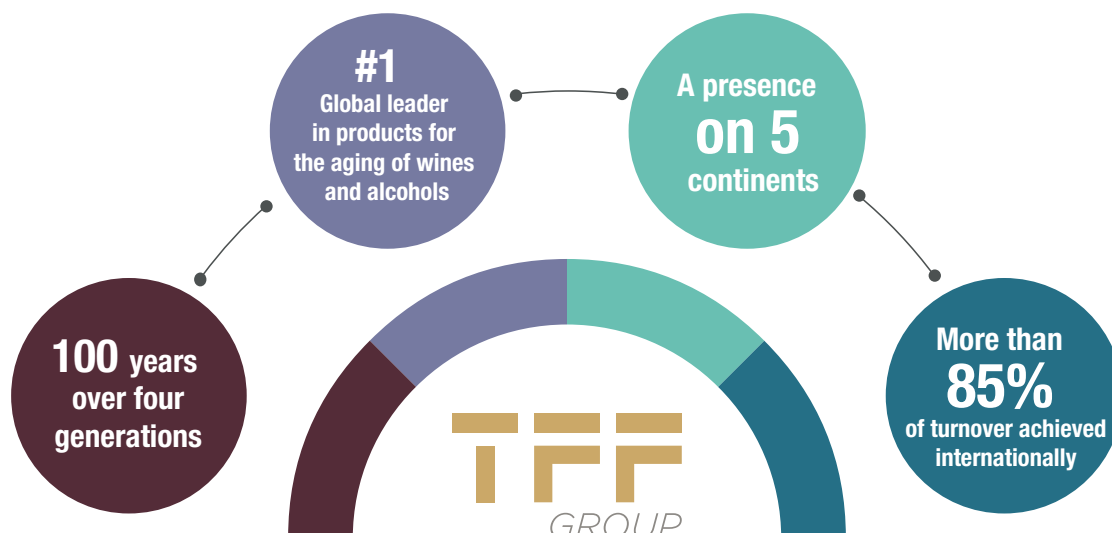 #1
Global leader
in products for
the aging of wines
and alcohols
A presence
on 5
continents
100 years
over four
generations
More than
85%
of turnover achieved
internationally
TFF
GROUP